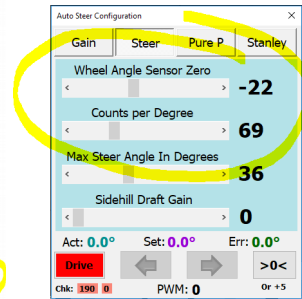 Auto Steer Configuration ×
Gain Steer Pure P Stanley
Wheel Angle Sensor Zero
< > -22
Counts per Degree
< > 69
Max Steer Angle In Degrees
< > 36
Sidehill Draft Gain
< > 0
Act: 0.0° Set: 0.0° Err: 0.0°
Drive >0<
Chk: 190 0 PWM: 0 Or +5